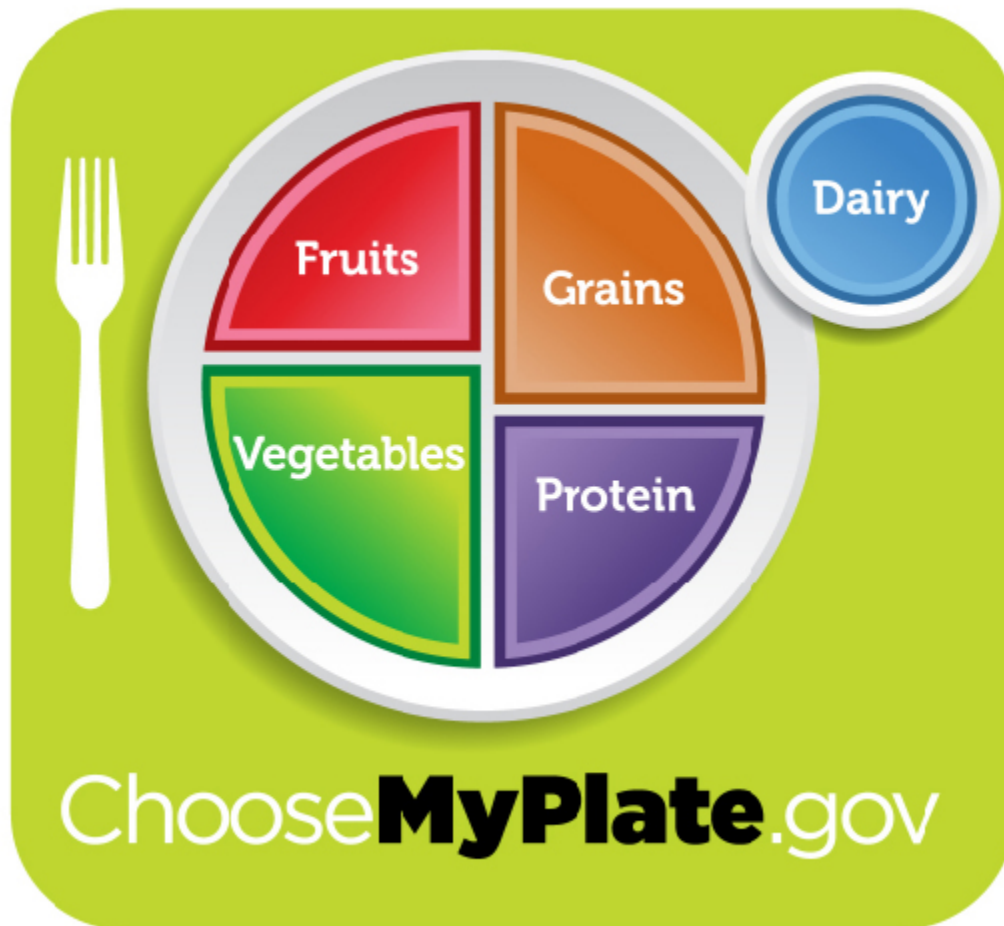 Dairy
Fruits
Grains
Vegetables
Protein
ChooseMyPlate.gov